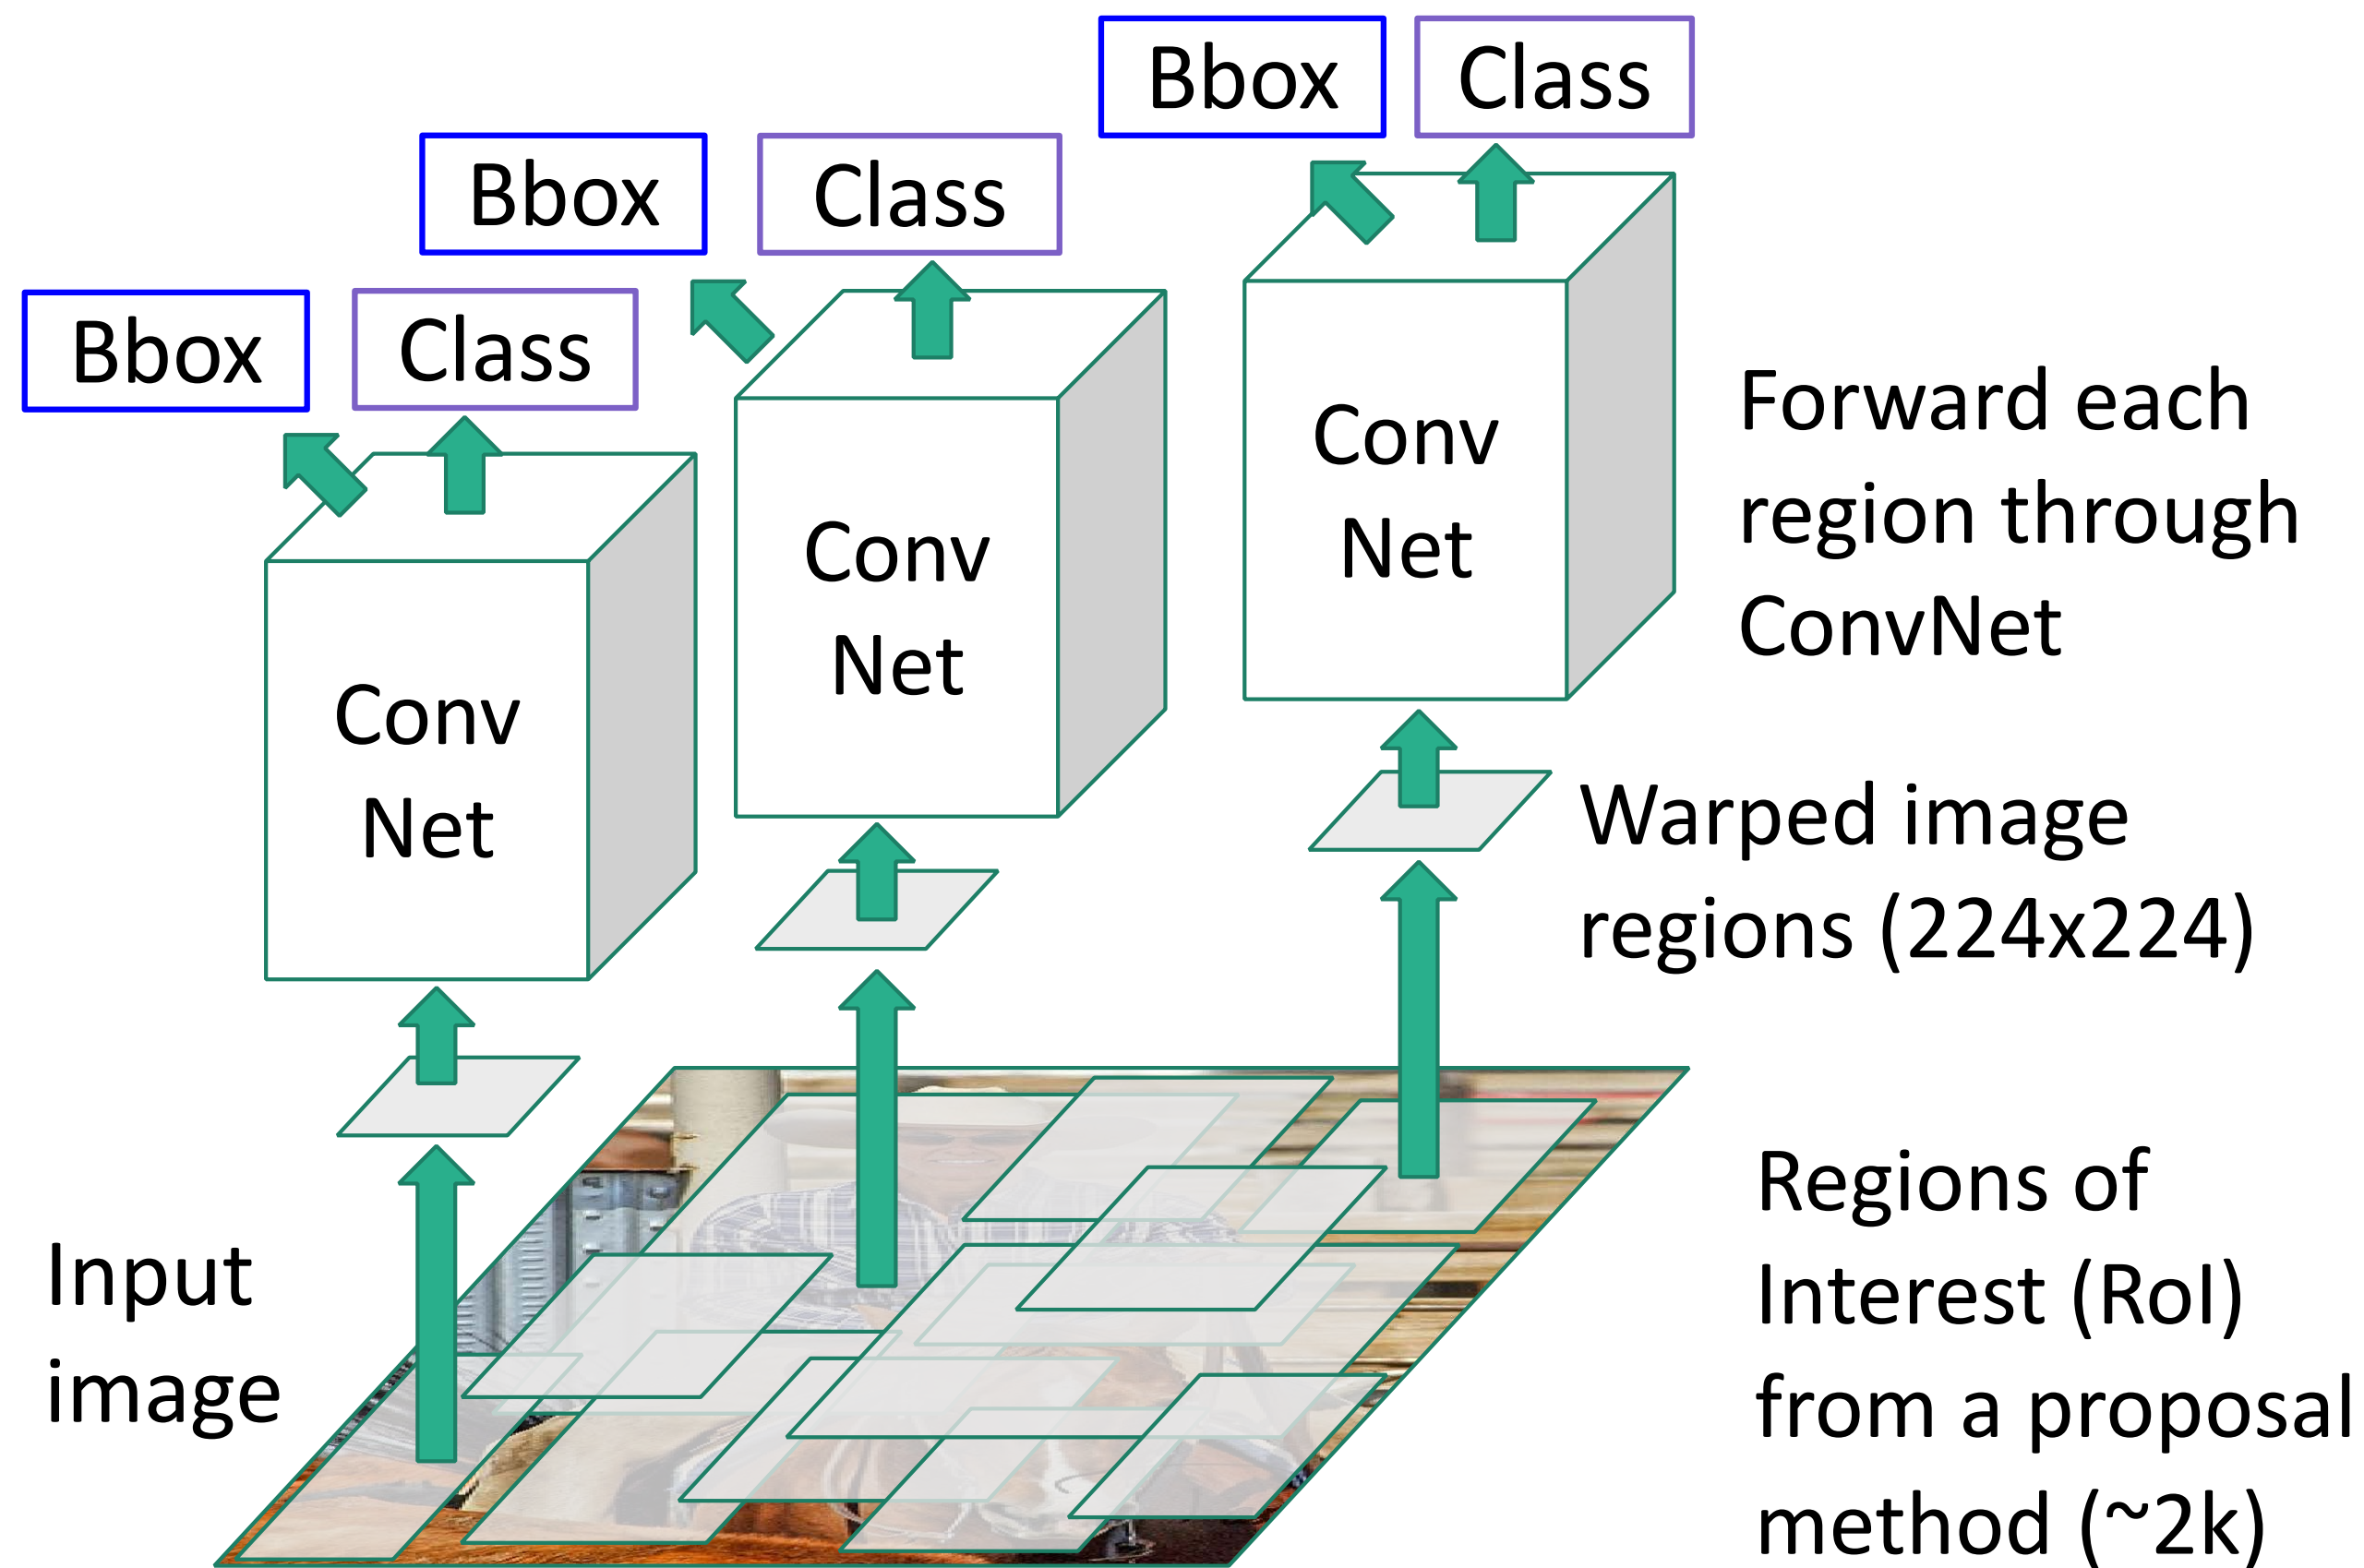 Bbox
Class
Bbox
Class
Bbox
Class
Conv
Net
Conv
Net
Conv
Net
Forward each
region through
ConvNet
Warped image
regions (224x224)
Input
image
Regions of
Interest (RoI)
from a proposal
method (~2k)